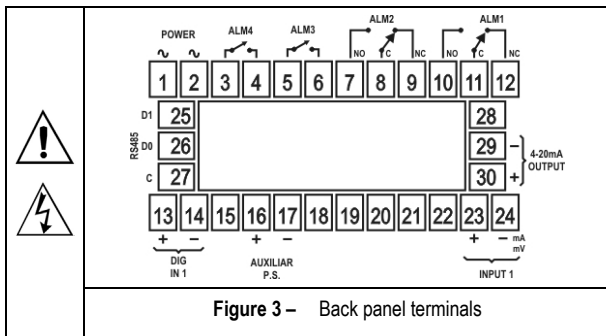 POWER ALM4 ALM3 ALM2 ALM1
NO C NC NO C NC
1 2 3 4 5 6 7 8 9 10 11 12
D1 25 28
RS485 D0 26 29 – 4-20mA
C 27 30 + OUTPUT
13 14 15 16 17 18 19 20 21 22 23 24
+ – + – + – mA
mV
DIG
IN 1
AUXILIAR
P.S.
INPUT 1
Figure 3 – Back panel terminals